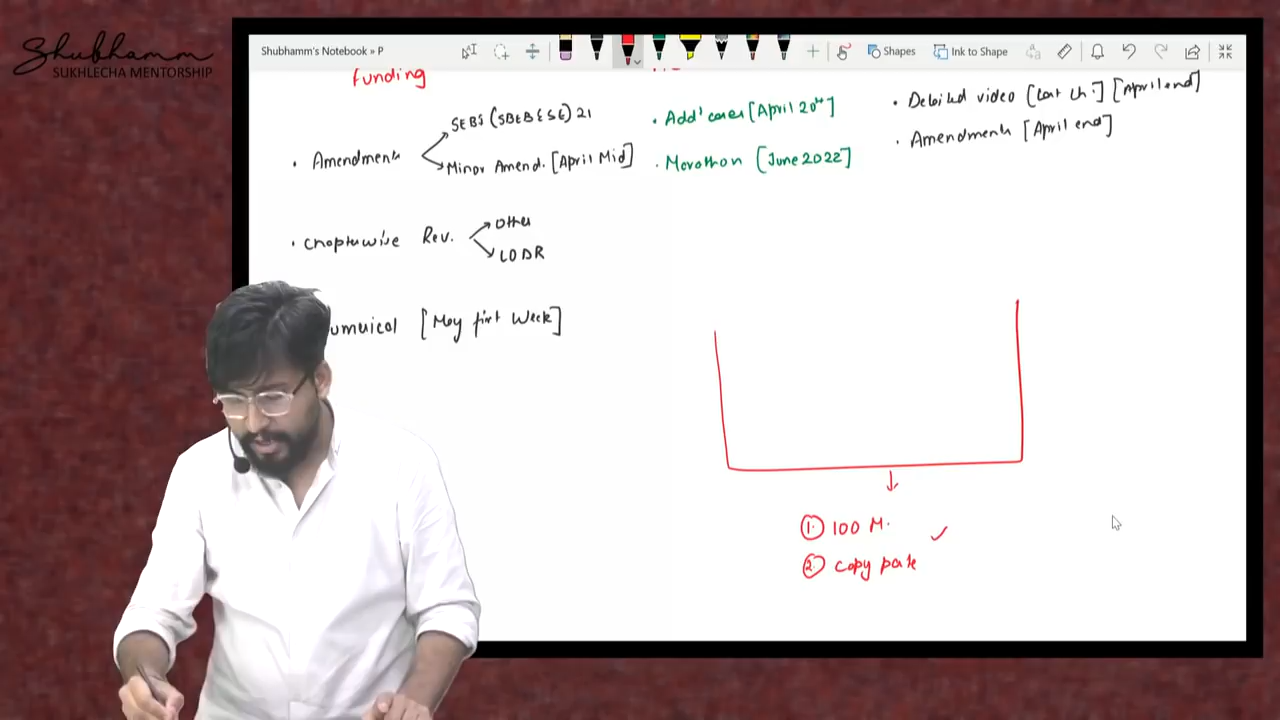 Shubhamm
SUKHLECHA MENTORSHIP
Shubhamm's Notebook » P
Shapes
Ink to Shape
funding
• Amendments
SEBS (SBEB & SE) 21
Minor Amend. [April Mid]
• Chapterwise Rev.
Other
LODR
umerical [May first Week]
• Add' cases [April 20th]
• Marathon [June 2022]
• Detailed video [Last Ch:] [April end]
• Amendments [April end]
1. 100 M.
2. copy paste